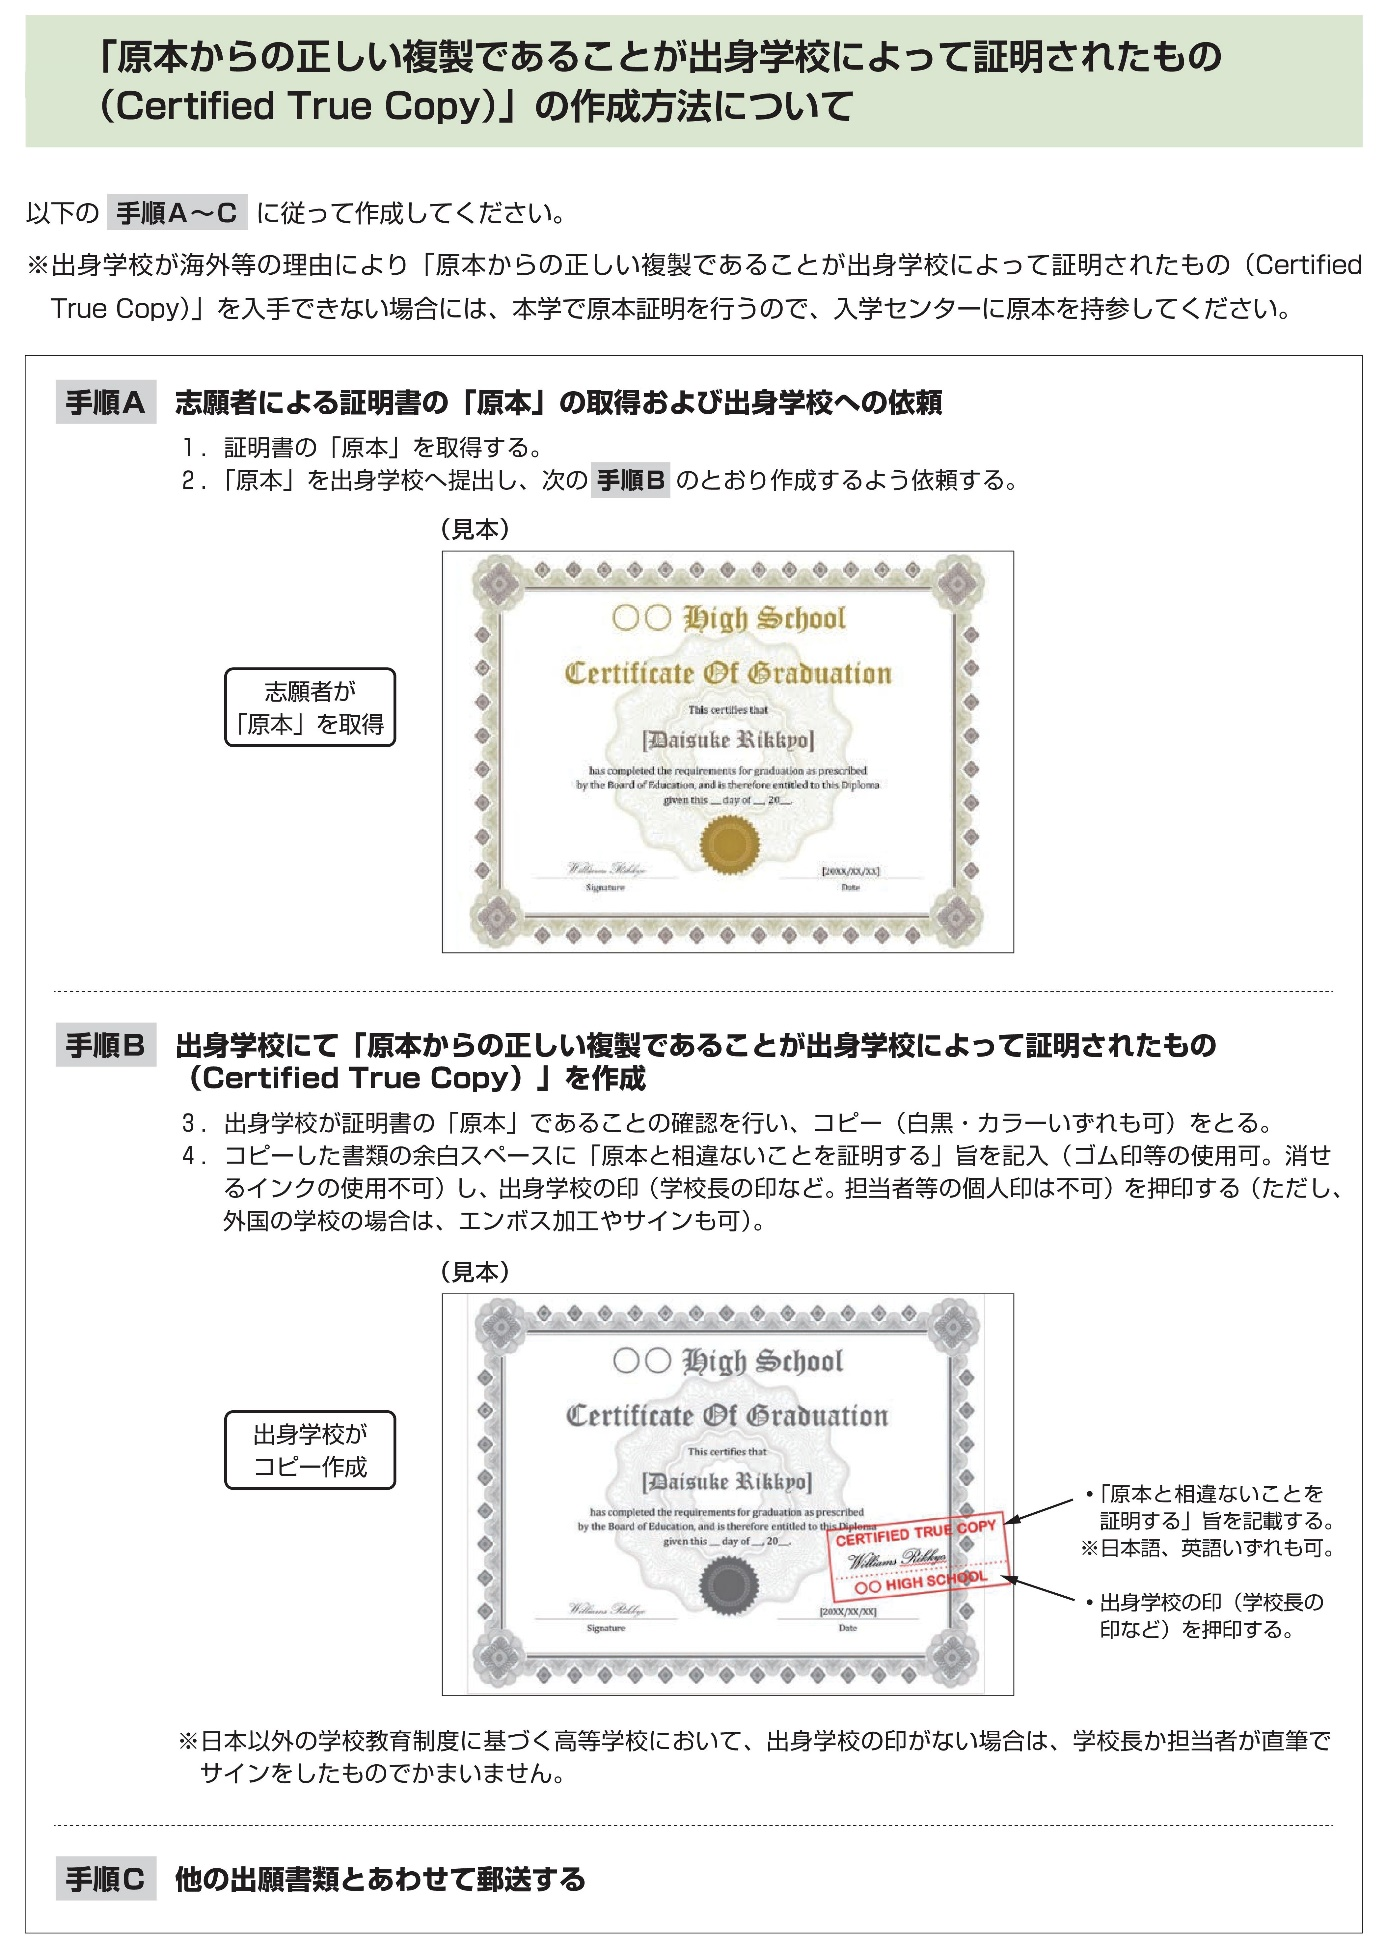 「原本からの正しい複製であることが出身学校によって証明されたもの
（Certified True Copy）」の作成方法について
以下の 手順A～C に従って作成してください。
※出身学校が海外等の理由により「原本からの正しい複製であることが出身学校によって証明されたもの（Certified
True Copy）」を入手できない場合には、本学で原本証明を行うので、入学センターに原本を持参してください。
手順A 志願者による証明書の「原本」の取得および出身学校への依頼
１．証明書の「原本」を取得する。
２．「原本」を出身学校へ提出し、次の 手順B のとおり作成するよう依頼する。
（見本）
志願者が
「原本」を取得
○○ High School
Certificate Of Graduation
This certifies that
[Daisuke Rikkyo]
has completed the requirements for graduation as prescribed
by the Board of Education, and is therefore entitled to this Diploma
given this __ day of __, 20__.
Williams Rikkyo
[20XX/XX/XX]
Signature
Date
手順B 出身学校にて「原本からの正しい複製であることが出身学校によって証明されたもの
（Certified True Copy）」を作成
３．出身学校が証明書の「原本」であることの確認を行い、コピー（白黒・カラーいずれも可）をとる。
４．コピーした書類の余白スペースに「原本と相違ないことを証明する」旨を記入（ゴム印等の使用可。消せ
るインクの使用不可）し、出身学校の印（学校長の印など。担当者等の個人印は不可）を押印する（ただし、
外国の学校の場合は、エンボス加工やサインも可）。
（見本）
出身学校が
コピー作成
○○ High School
Certificate Of Graduation
This certifies that
[Daisuke Rikkyo]
has completed the requirements for graduation as prescribed
by the Board of Education, and is therefore entitled to this Diploma
given this __ day of __, 20__.
Williams Rikkyo
[20XX/XX/XX]
Signature
Date
CERTIFIED TRUE COPY
Williams Rikkyo
○○ HIGH SCHOOL
・「原本と相違ないことを
証明する」旨を記載する。
※日本語、英語いずれも可。
・出身学校の印（学校長の
印など）を押印する。
※日本以外の学校教育制度に基づく高等学校において、出身学校の印がない場合は、学校長か担当者が直筆で
サインをしたものでかまいません。
手順C 他の出願書類とあわせて郵送する